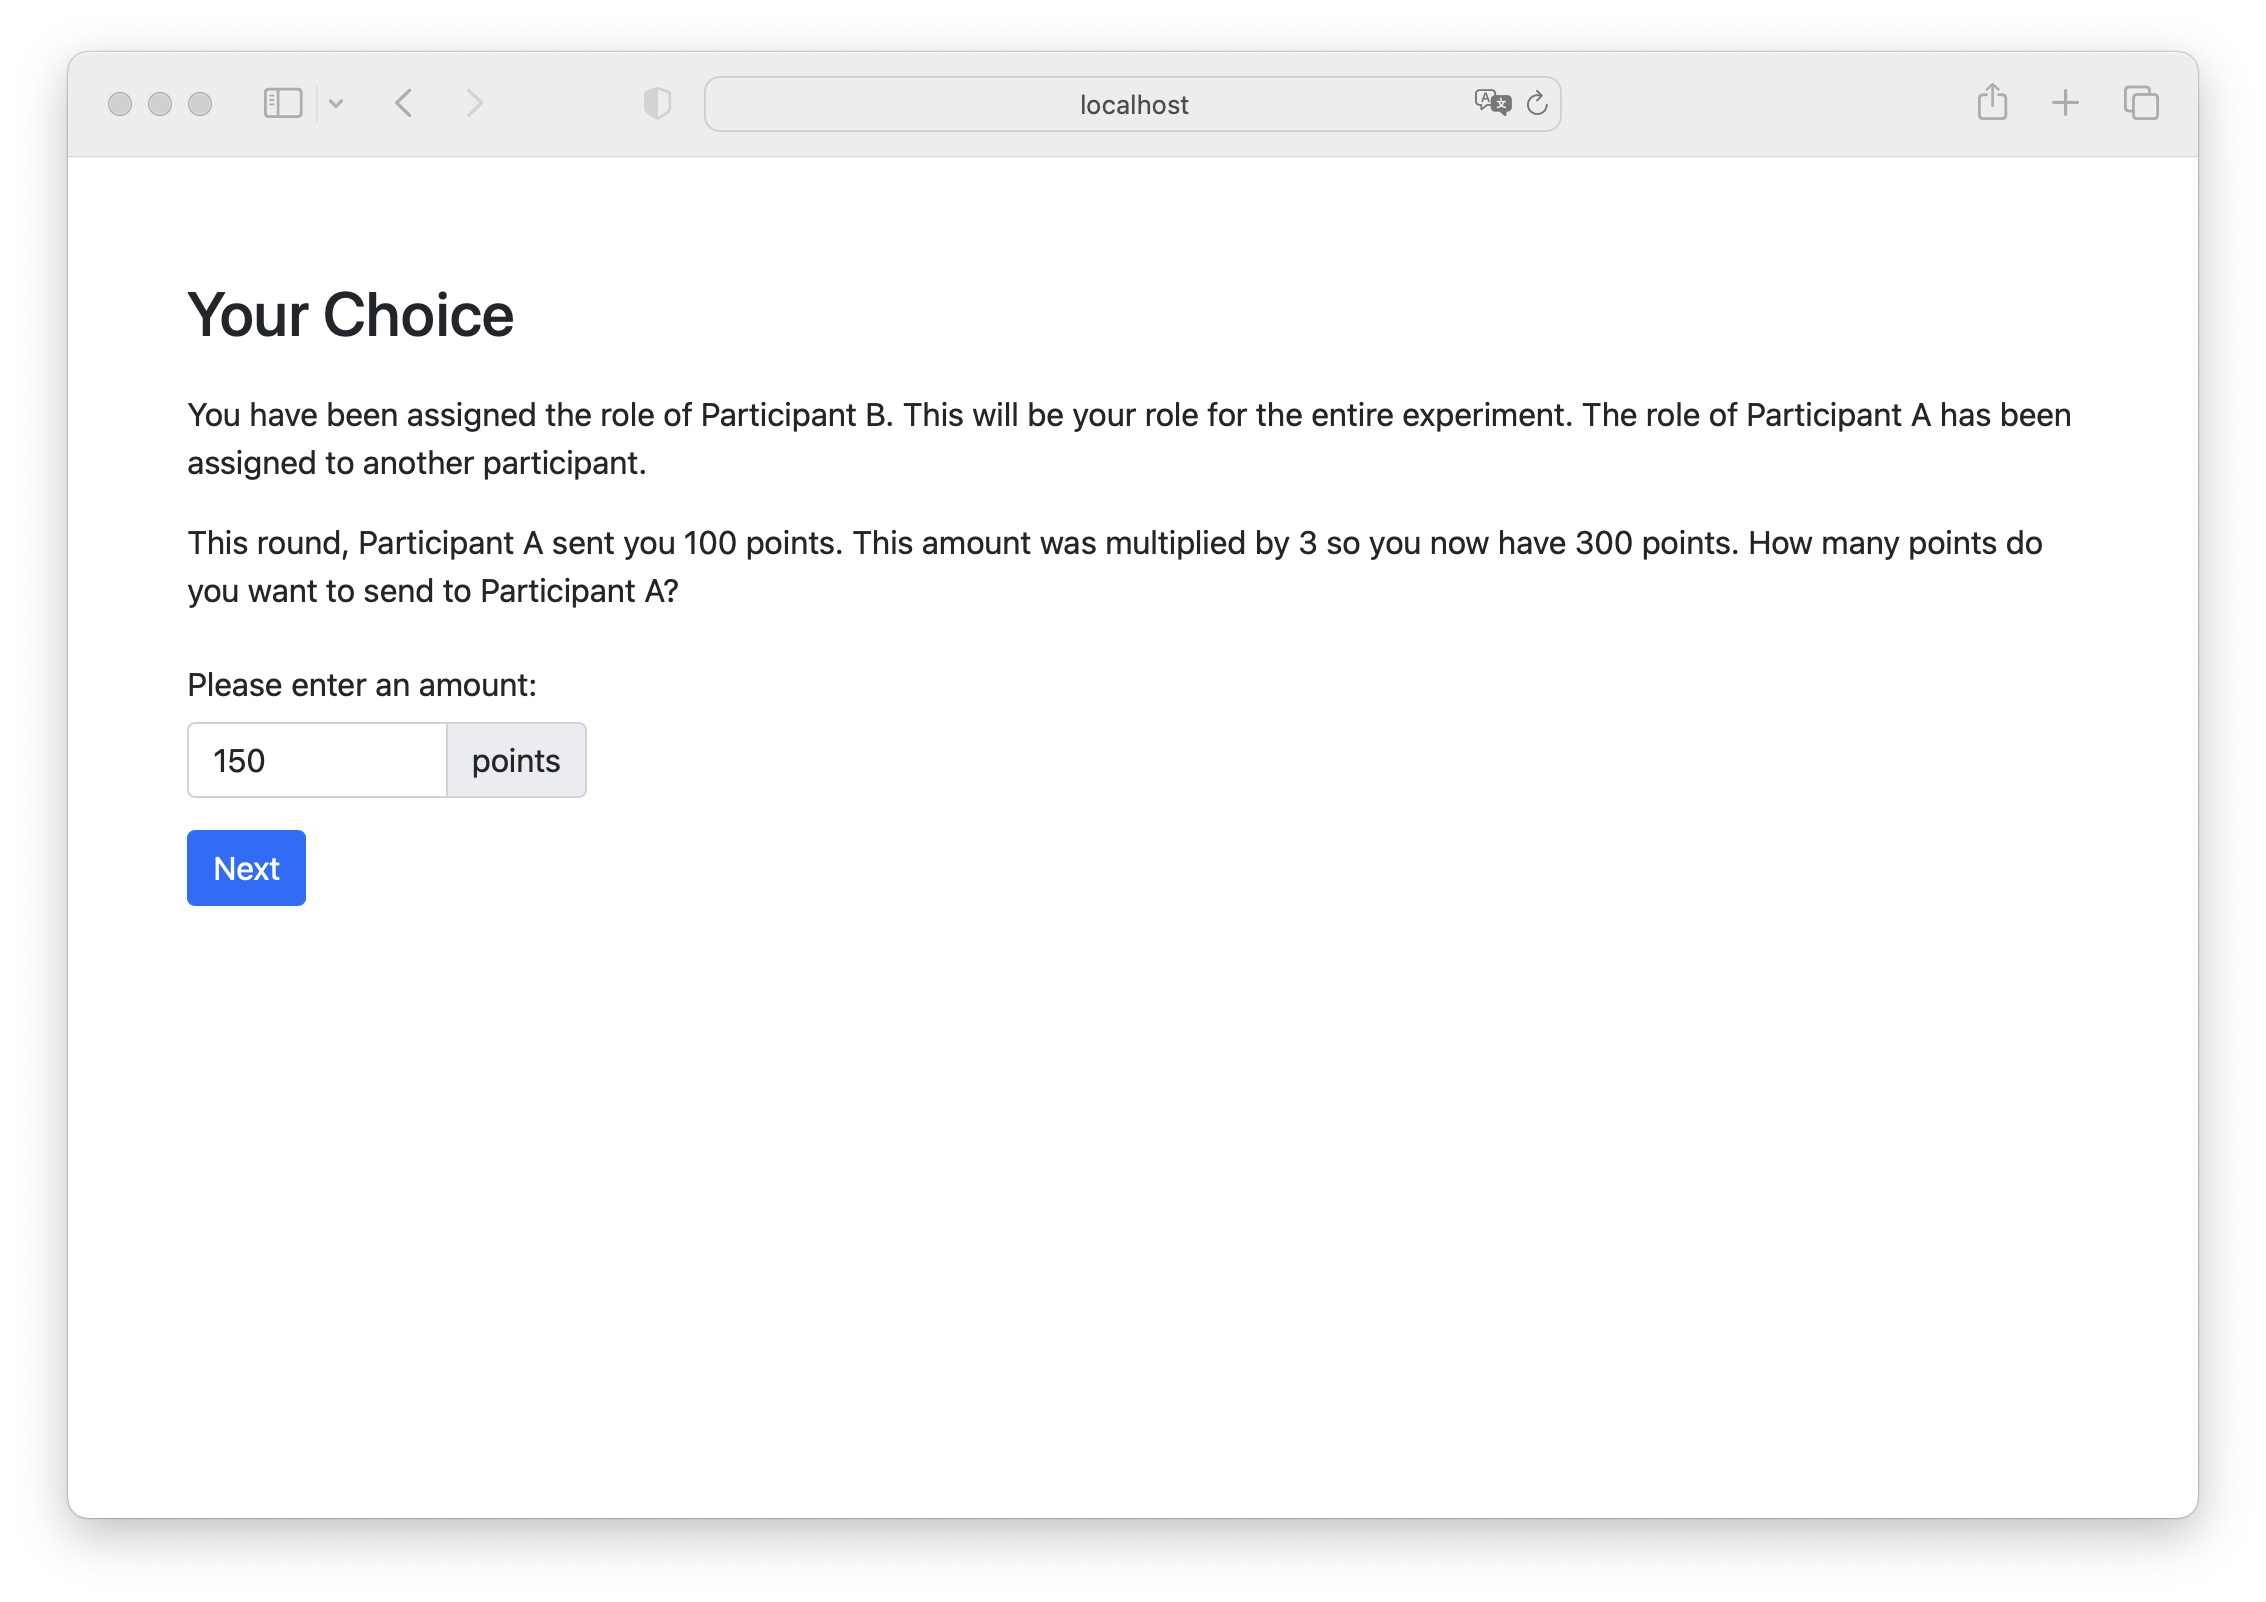 localhost
Your Choice
You have been assigned the role of Participant B. This will be your role for the entire experiment. The role of Participant A has been
assigned to another participant.
This round, Participant A sent you 100 points. This amount was multiplied by 3 so you now have 300 points. How many points do
you want to send to Participant A?
Please enter an amount:
150 points
Next